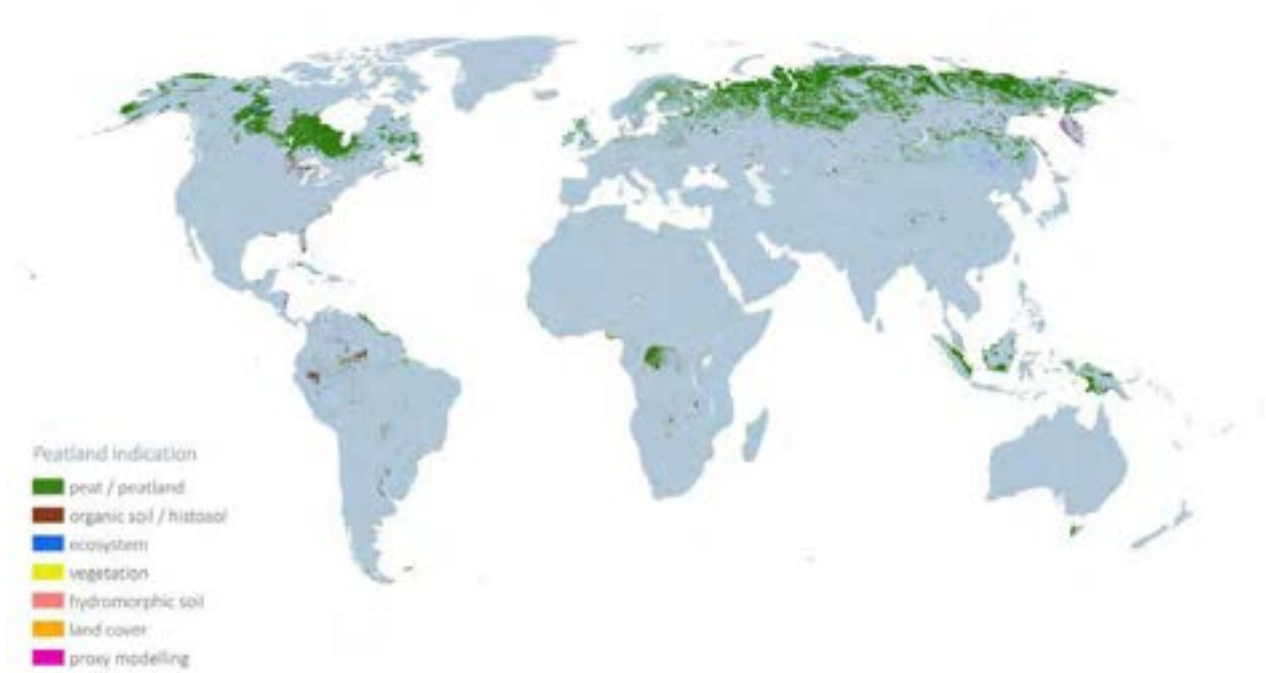 Peatland indication
peat / peatland
organic soil / histosol
ecosystem
vegetation
hydromorphic soil
land cover
proxy modelling